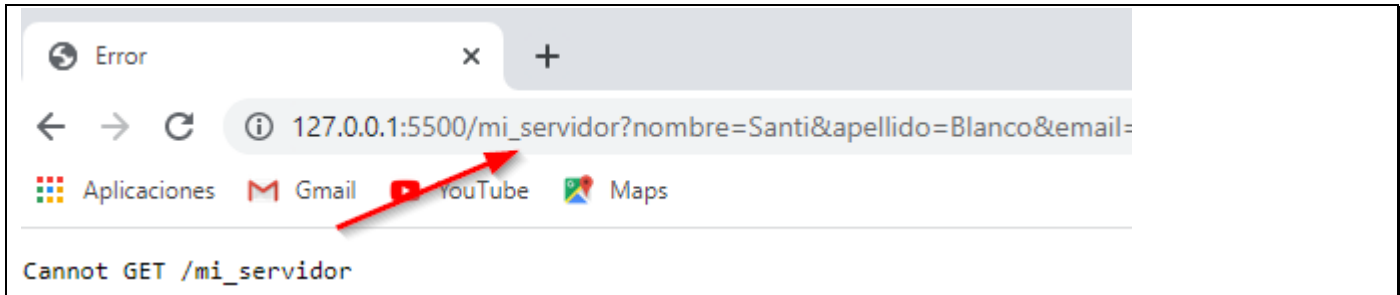 Error
127.0.0.1:5500/mi_servidor?nombre=Santi&apellido=Blanco&email=
Aplicaciones Gmail YouTube Maps
Cannot GET /mi_servidor